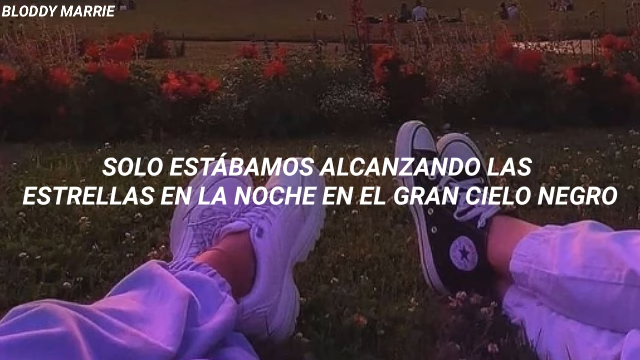 BLODDY MARRIE
SOLO ESTÁBAMOS ALCANZANDO LAS
ESTRELLAS EN LA NOCHE EN EL GRAN CIELO NEGRO